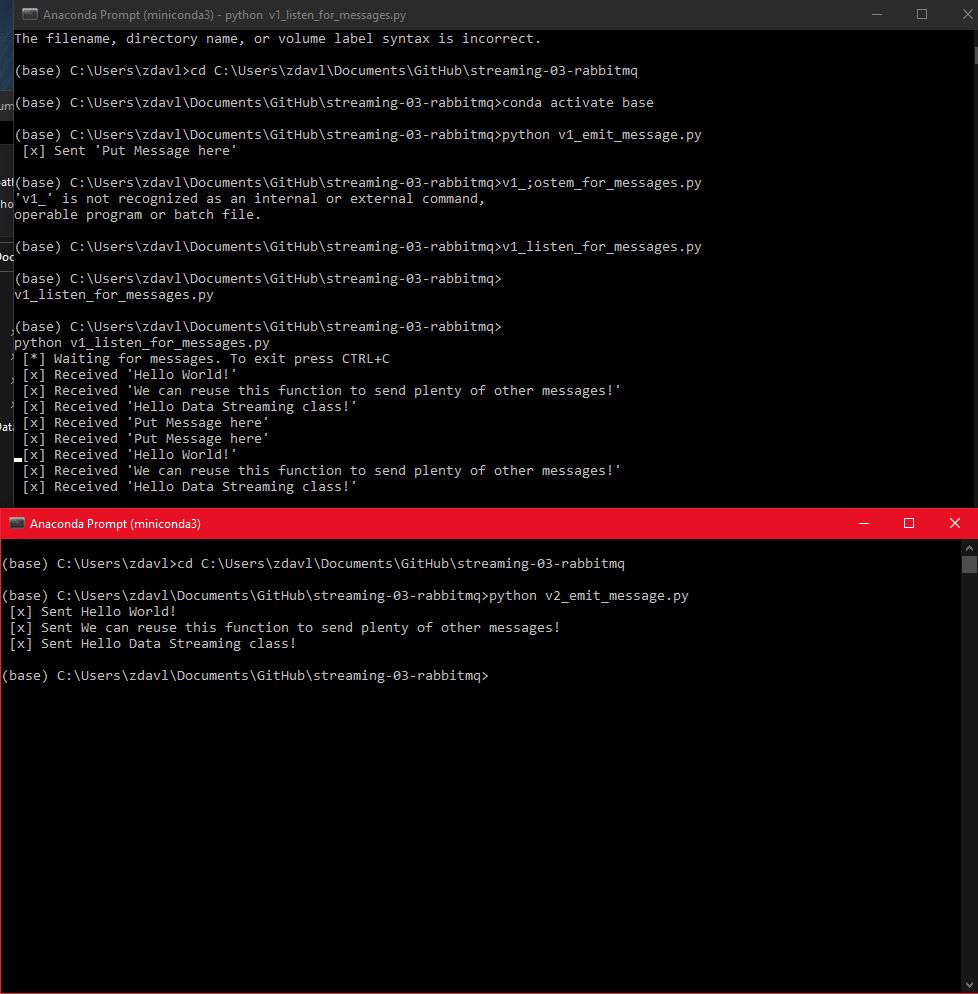 Anaconda Prompt (miniconda3) - python  v1_listen_for_messages.py
The filename, directory name, or volume label syntax is incorrect.
(base) C:\Users\zdavl>cd C:\Users\zdavl\Documents\GitHub\streaming-03-rabbitmq
(base) C:\Users\zdavl\Documents\GitHub\streaming-03-rabbitmq>conda activate base
(base) C:\Users\zdavl\Documents\GitHub\streaming-03-rabbitmq>python v1_emit_message.py
[x] Sent 'Put Message here'
(base) C:\Users\zdavl\Documents\GitHub\streaming-03-rabbitmq>v1_;ostem_for_messages.py
'v1_' is not recognized as an internal or external command,
operable program or batch file.
(base) C:\Users\zdavl\Documents\GitHub\streaming-03-rabbitmq>v1_listen_for_messages.py
(base) C:\Users\zdavl\Documents\GitHub\streaming-03-rabbitmq>
v1_listen_for_messages.py
(base) C:\Users\zdavl\Documents\GitHub\streaming-03-rabbitmq>
python v1_listen_for_messages.py
[*] Waiting for messages. To exit press CTRL+C
[x] Received 'Hello World!'
[x] Received 'We can reuse this function to send plenty of other messages!'
[x] Received 'Hello Data Streaming class!'
[x] Received 'Put Message here'
[x] Received 'Put Message here'
[x] Received 'Hello World!'
[x] Received 'We can reuse this function to send plenty of other messages!'
[x] Received 'Hello Data Streaming class!'
Anaconda Prompt (miniconda3)
(base) C:\Users\zdavl>cd C:\Users\zdavl\Documents\GitHub\streaming-03-rabbitmq
(base) C:\Users\zdavl\Documents\GitHub\streaming-03-rabbitmq>python v2_emit_message.py
[x] Sent Hello World!
[x] Sent We can reuse this function to send plenty of other messages!
[x] Sent Hello Data Streaming class!
(base) C:\Users\zdavl\Documents\GitHub\streaming-03-rabbitmq>